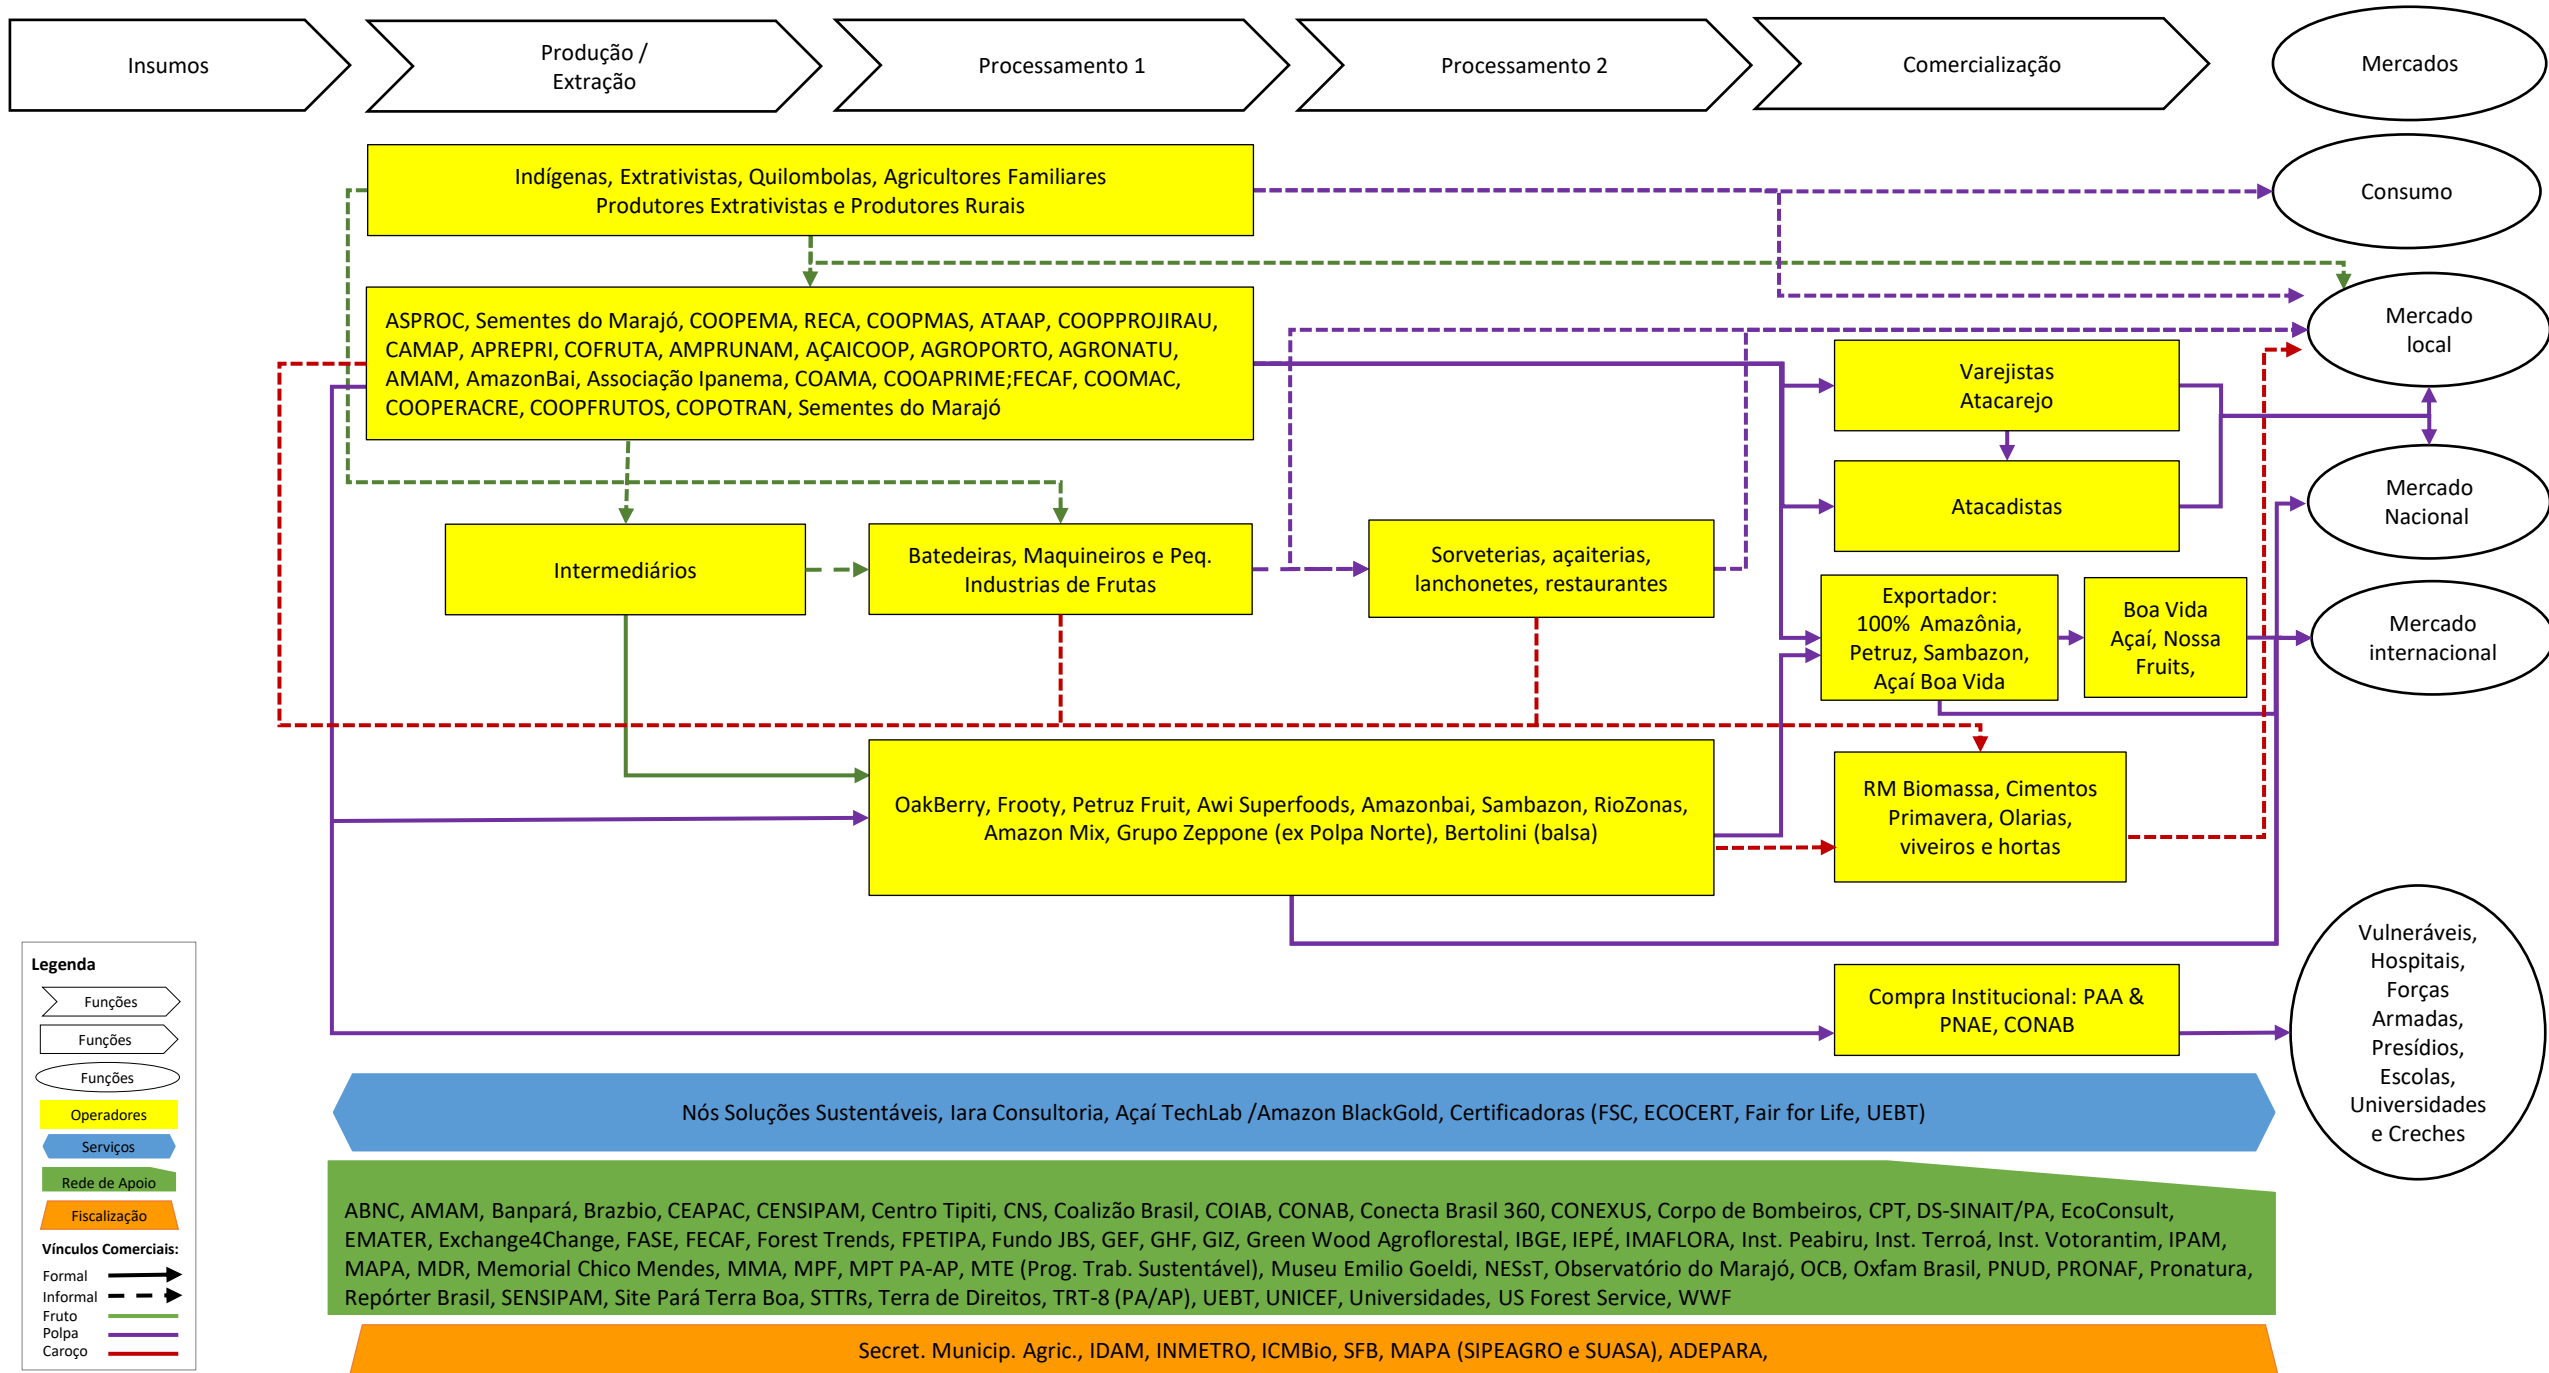 Insumos
Produção /
Extração
Processamento 1
Processamento 2
Comercialização
Mercados
Indígenas, Extrativistas, Quilombolas, Agricultores Familiares
Produtores Extrativistas e Produtores Rurais
Consumo
ASPROC, Sementes do Marajó, COOPEMA, RECA, COOPMAS, ATAAP, COOPPROJIRAU,
CAMAP, APREPRI, COFRUTA, AMPRUNAM, AÇAICOOP, AGROPORTO, AGRONATU,
AMAM, AmazonBai, Associação Ipanema, COAMA, COOAPRIME;FECAF, COOMAC,
COOPERACRE, COOPFRUTOS, COPOTRAN, Sementes do Marajó
Mercado
local
Varejistas
Atacarejo
Atacadistas
Mercado
Nacional
Intermediários
Batedeiras, Maquineiros e Peq.
Industrias de Frutas
Sorveterias, açaiterias,
lanchonetes, restaurantes
Exportador:
100% Amazônia,
Petruz, Sambazon,
Açaí Boa Vida
Boa Vida
Açaí, Nossa
Fruits,
Mercado
internacional
OakBerry, Frooty, Petruz Fruit, Awi Superfoods, Amazonbai, Sambazon, RioZonas,
Amazon Mix, Grupo Zeppone (ex Polpa Norte), Bertolini (balsa)
RM Biomassa, Cimentos
Primavera, Olarias,
viveiros e hortas
Compra Institucional: PAA &
PNAE, CONAB
Vulneráveis,
Hospitais,
Forças
Armadas,
Presídios,
Escolas,
Universidades
e Creches
Nós Soluções Sustentáveis, Iara Consultoria, Açaí TechLab /Amazon BlackGold, Certificadoras (FSC, ECOCERT, Fair for Life, UEBT)
ABNC, AMAM, Banpará, Brazbio, CEAPAC, CENSIPAM, Centro Tipiti, CNS, Coalizão Brasil, COIAB, CONAB, Conecta Brasil 360, CONEXUS, Corpo de Bombeiros, CPT, DS-SINAIT/PA, EcoConsult,
EMATER, Exchange4Change, FASE, FECAF, Forest Trends, FPETIPA, Fundo JBS, GEF, GHF, GIZ, Green Wood Agroflorestal, IBGE, IEPÉ, IMAFLORA, Inst. Peabiru, Inst. Terroá, Inst. Votorantim, IPAM,
MAPA, MDR, Memorial Chico Mendes, MMA, MPF, MPT PA-AP, MTE (Prog. Trab. Sustentável), Museu Emilio Goeldi, NESsT, Observatório do Marajó, OCB, Oxfam Brasil, PNUD, PRONAF, Pronatura,
Repórter Brasil, SENSIPAM, Site Pará Terra Boa, STTRs, Terra de Direitos, TRT-8 (PA/AP), UEBT, UNICEF, Universidades, US Forest Service, WWF
Secret. Municip. Agric., IDAM, INMETRO, ICMBio, SFB, MAPA (SIPEAGRO e SUASA), ADEPARA,
Legenda
Funções
Funções
Funções
Operadores
Serviços
Rede de Apoio
Fiscalização
Vínculos Comerciais:
Formal
Informal
Fruto
Polpa
Caroço